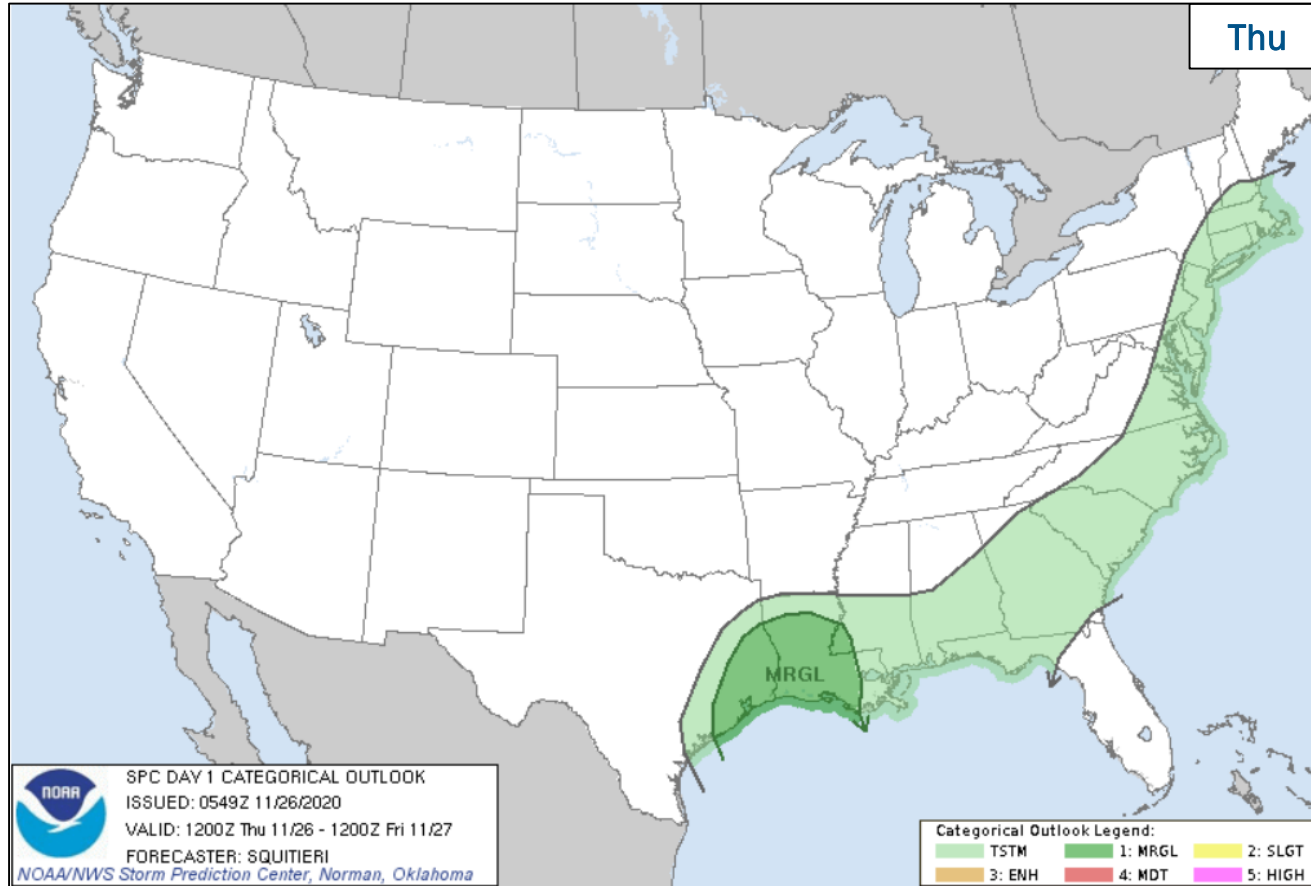 Thu
MRGL
NOAA
SPC DAY 1 CATEGORICAL OUTLOOK
ISSUED: 0549Z 11/26/2020
VALID: 1200Z Thu 11/26 - 1200Z Fri 11/27
FORECASTER: SQUITIERI
NOAA/NWS Storm Prediction Center, Norman, Oklahoma
Categorical Outlook Legend:
TSTM 1: MRGL 2: SLGT
3: ENH 4: MDT 5: HIGH